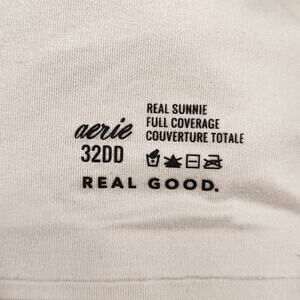 aerie
32DD
REAL SUNNIE
FULL COVERAGE
COUVERTURE TOTALE
REAL GOOD.